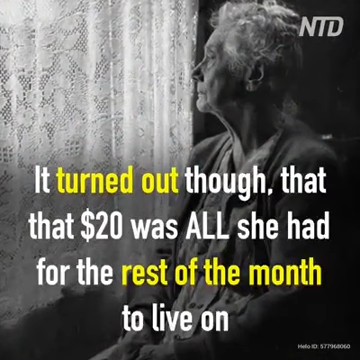 NTD
It turned out though, that
that $20 was ALL she had
for the rest of the month
to live on
Helo ID: 577968060